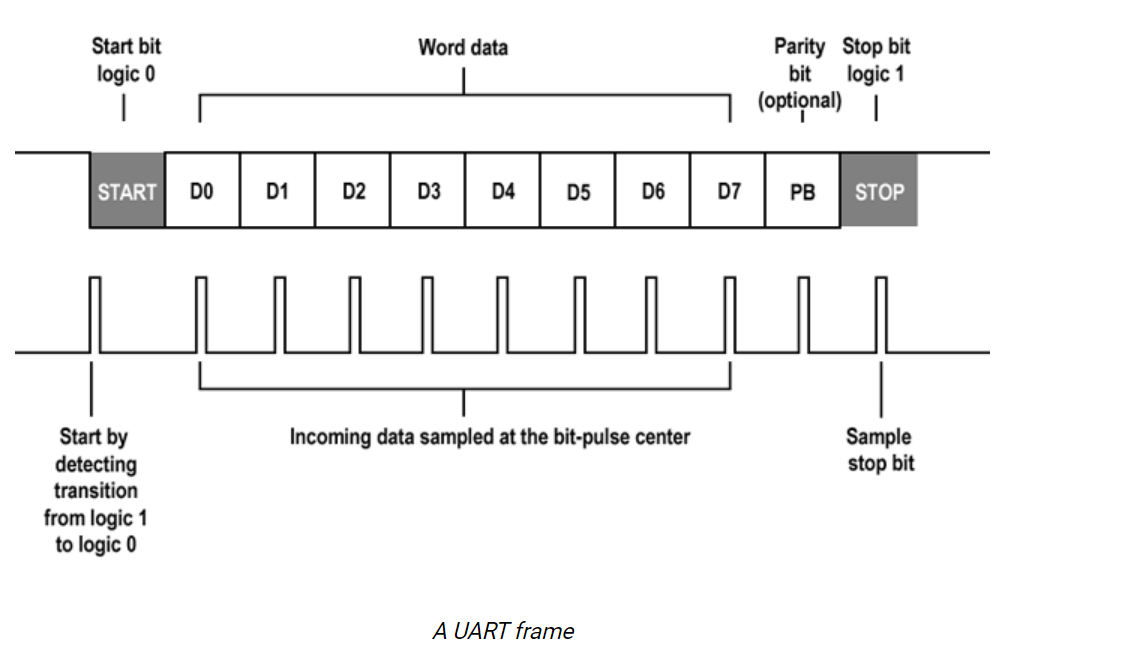 Start bit
logic 0
Word data
Parity
bit
(optional)
Stop bit
logic 1
START D0 D1 D2 D3 D4 D5 D6 D7 PB STOP
Start by
detecting
transition
from logic 1
to logic 0
Incoming data sampled at the bit-pulse center
Sample
stop bit
A UART frame